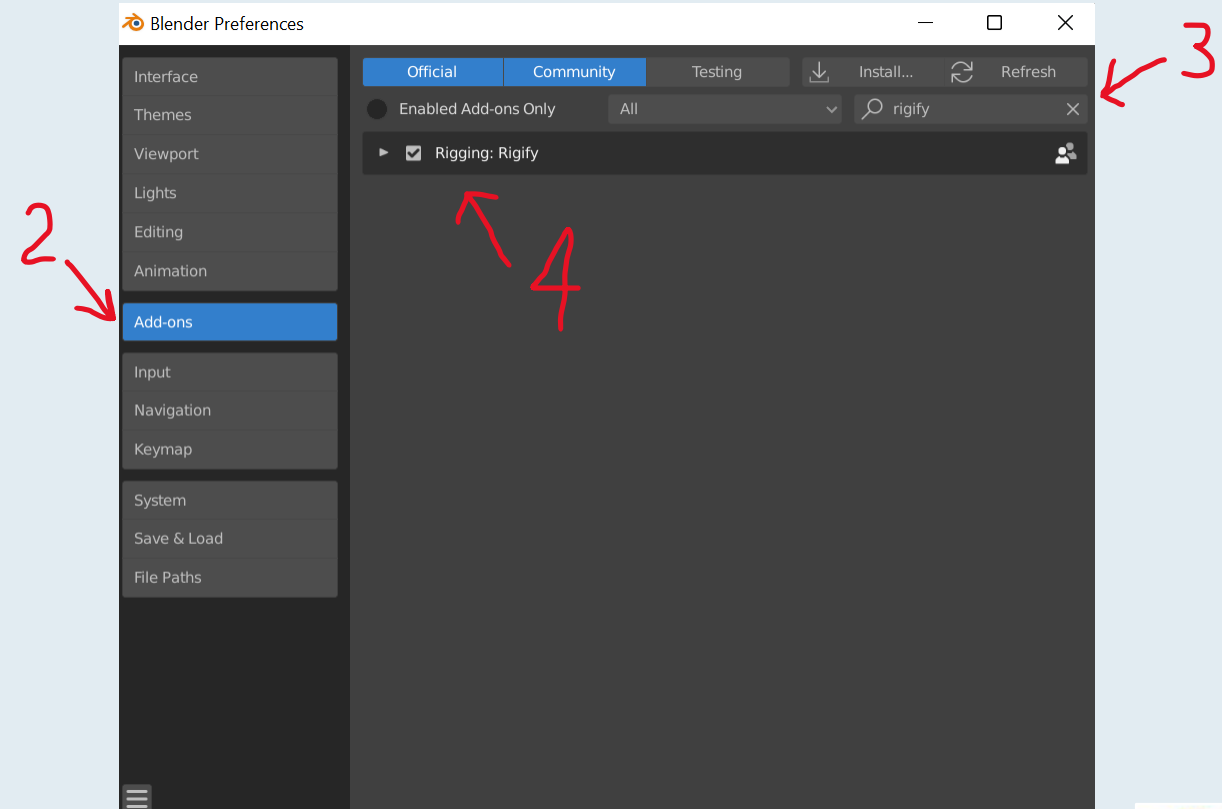 Blender Preferences
3
Interface
Themes
Viewport
Lights
Editing
Animation
2
Add-ons
Input
Navigation
Keymap
System
Save & Load
File Paths
Official Community Testing Install... Refresh
Enabled Add-ons Only All rigify
Rigging: Rigify
4